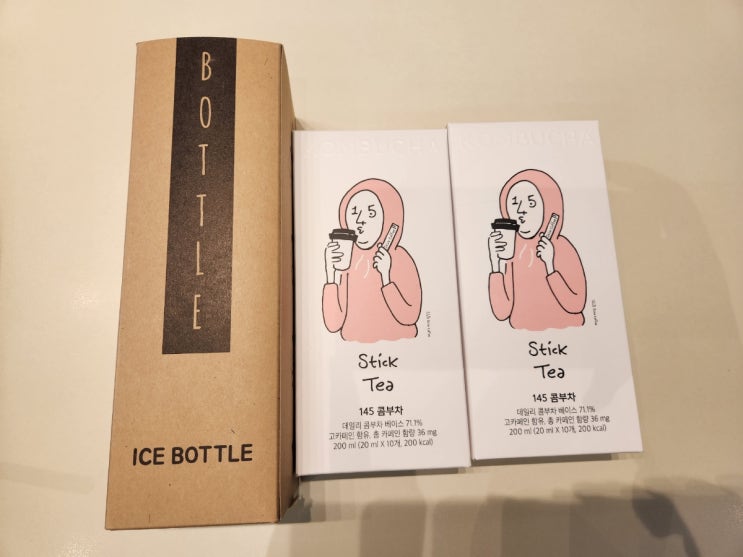 BOTTLE
ICE BOTTLE
KOMBUCHA
145
Stick
Tea
145 콤부차
데일리 콤부차 베이스 71.1%
고카페인 함유, 총 카페인 함량 36 mg
200 ml (20 ml X 10개, 200 kcal)
KOMBUCHA
145
Stick
Tea
145 콤부차
데일리 콤부차 베이스 71.1%
고카페인 함유, 총 카페인 함량 36 mg
200 ml (20 ml X 10개, 200 kcal)